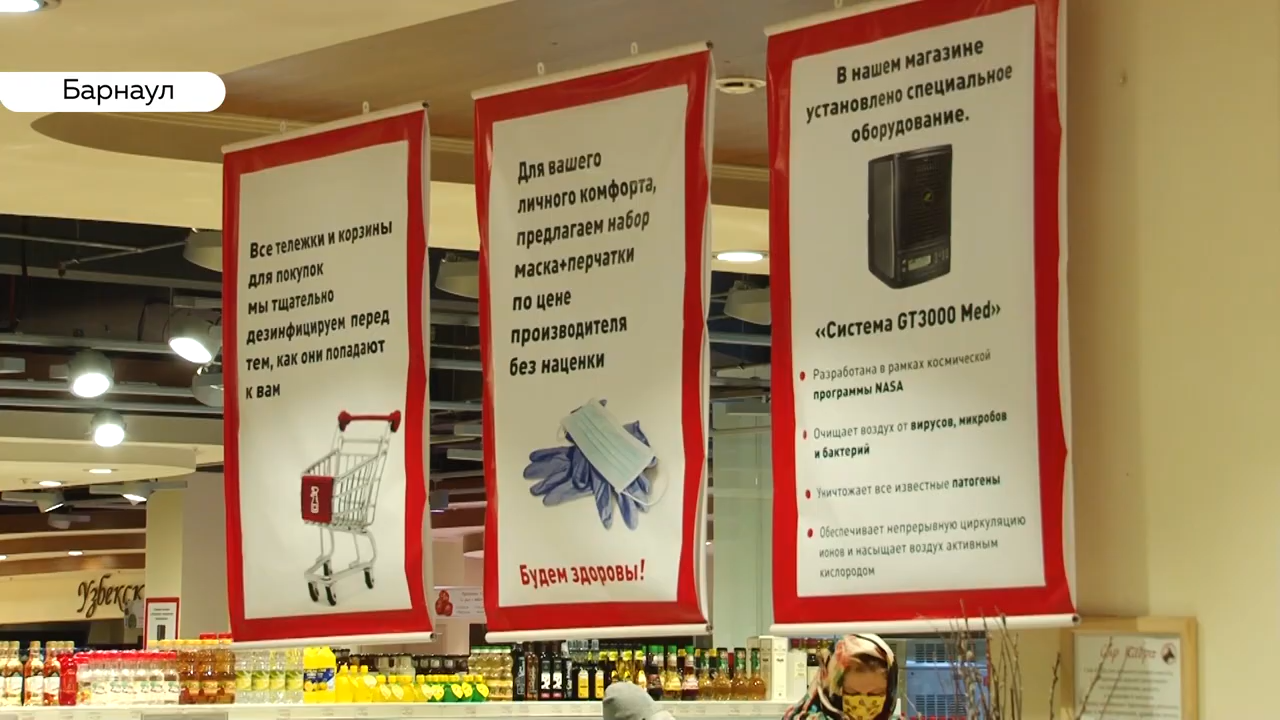 Барнаул
Все тележки и корзины
для покупок
мы тщательно
дезинфицируем перед
тем, как они попадают
к вам
Для вашего
личного комфорта,
предлагаем набор
маска+перчатки
по цене
производителя
без наценки
Будем здоровы!
В нашем магазине
установлено специальное
оборудование.
«Система GT3000 Med»
Разработана в рамках космической
программы NASA
Очищает воздух от вирусов, микробов
и бактерий
Уничтожает все известные патогены
Обеспечивает непрерывную циркуляцию
ионов и насыщает воздух активным
кислородом
Узбекск